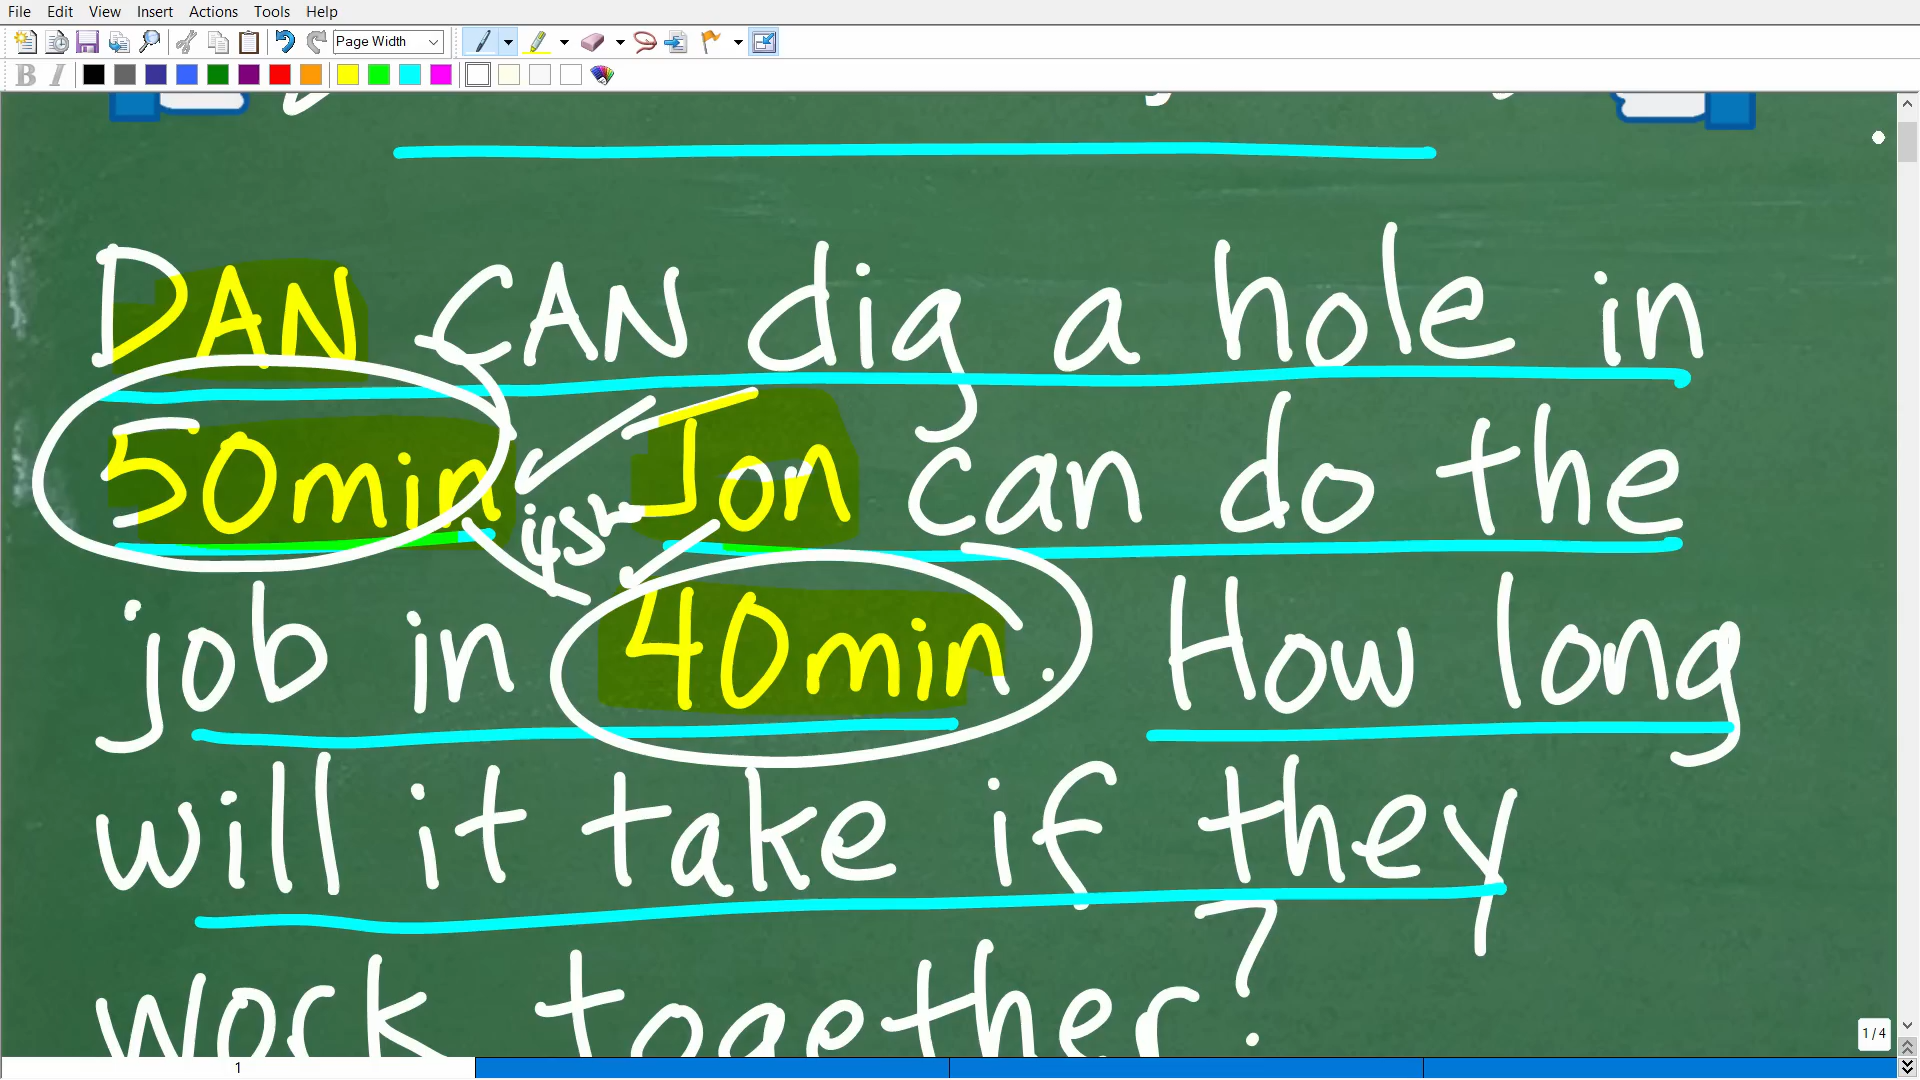 File Edit View Insert Actions Tools Help
Page Width
B I
DAN CAN dig a hole in
50min Jon can do the
job in 40min. How long
will it take if they
work together?
1 / 4
1